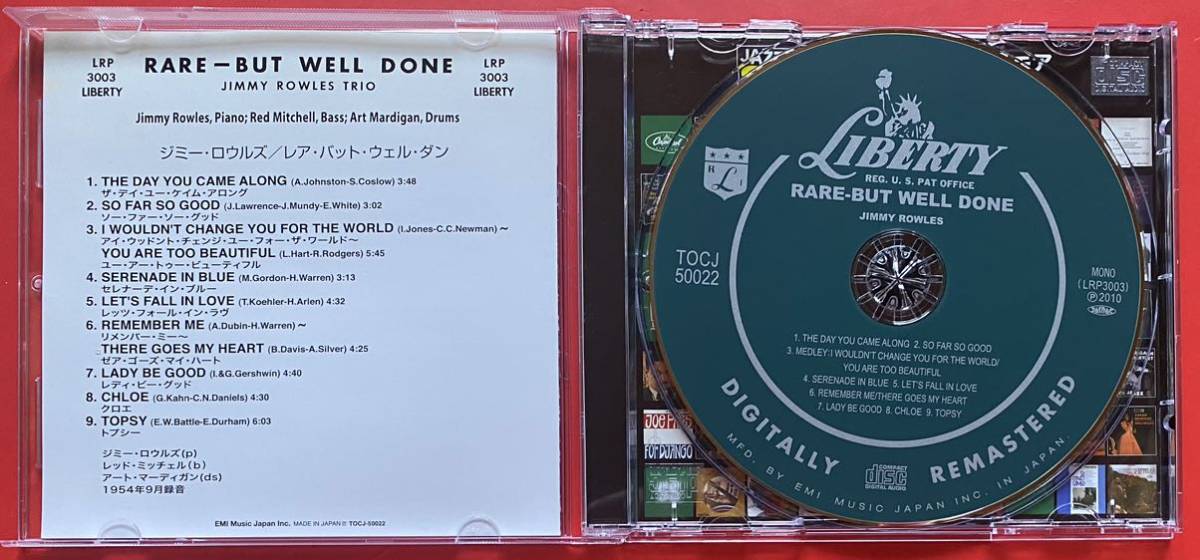 LRP
3003
LIBERTY
RARE – BUT WELL DONE
JIMMY ROWLES TRIO
LRP
3003
LIBERTY
Jimmy Rowles, Piano; Red Mitchell, Bass; Art Mardigan, Drums
ジミー・ロウルズ／レア・バット・ウェル・ダン
1. THE DAY YOU CAME ALONG (A.Johnston-S.Coslow) 3:48
ザ・デイ・ユー・ケイム・アロング
2. SO FAR SO GOOD (J.Lawrence-J.Mundy-E.White) 3:02
ソー・ファー・ソー・グッド
3. I WOULDN'T CHANGE YOU FOR THE WORLD (I.Jones-C.C.Newman) ~
アイ・ウッドント・チェンジ・ユー・フォー・ザ・ワールド～
YOU ARE TOO BEAUTIFUL (L.Hart-R.Rodgers) 5:45
ユー・アー・トゥー・ビューティフル
4. SERENADE IN BLUE (M.Gordon-H.Warren) 3:13
セレナーデ・イン・ブルー
5. LET'S FALL IN LOVE (T.Koehler-H.Arlen) 4:32
レッツ・フォール・イン・ラヴ
6. REMEMBER ME (A.Dubin-H.Warren) ~
リメンバー・ミー～
THERE GOES MY HEART (B.Davis-A.Silver) 4:25
ゼア・ゴーズ・マイ・ハート
7. LADY BE GOOD (I.&G.Gershwin) 4:40
レディ・ビー・グッド
8. CHLOE (G.Kahn-C.N.Daniels) 4:30
クロエ
9. TOPSY (E.W.Battle-E.Durham) 6:03
トプシー
ジミー・ロウルズ(p)
レッド・ミッチェル(b)
アート・マーディガン(ds)
1954年9月録音
EMI Music Japan Inc. MADE IN JAPAN Ⓟ TOCJ-50022
LIBERTY
REG. U. S. PAT OFFICE
RARE-BUT WELL DONE
JIMMY ROWLES
TOCJ
50022
MONO
(LRP3003)
Ⓟ2010
1. THE DAY YOU CAME ALONG 2. SO FAR SO GOOD
3. MEDLEY:I WOULDN'T CHANGE YOU FOR THE WORLD/
YOU ARE TOO BEAUTIFUL
4. SERENADE IN BLUE 5. LET'S FALL IN LOVE
6. REMEMBER ME/THERE GOES MY HEART
7. LADY BE GOOD 8. CHLOE 9. TOPSY
DIGITALLY REMASTERED
COMPACT
disc
DIGITAL AUDIO
MFD. BY EMI MUSIC JAPAN INC. IN JAPAN.
JOE PASS
FOR DJANGO